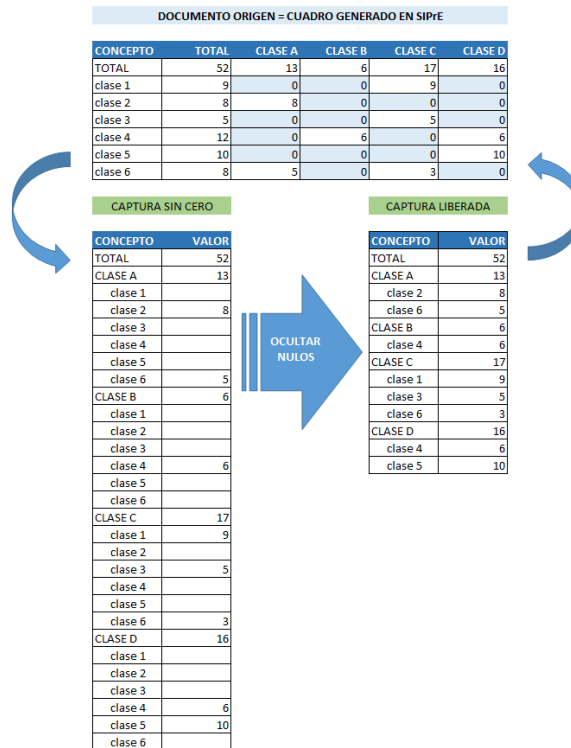 DOCUMENTO ORIGEN = CUADRO GENERADO EN SIPrE
CONCEPTO TOTAL CLASE A CLASE B CLASE C CLASE D
TOTAL 52 13 6 17 16
clase 1 9 0 0 9 0
clase 2 8 8 0 0 0
clase 3 5 0 0 5 0
clase 4 12 0 6 0 6
clase 5 10 0 0 0 10
clase 6 8 5 0 3 0
CAPTURA SIN CERO
CONCEPTO VALOR
TOTAL 52
CLASE A 13
clase 1
clase 2 8
clase 3
clase 4
clase 5
clase 6 5
CLASE B 6
clase 1
clase 2
clase 3
clase 4 6
clase 5
clase 6
CLASE C 17
clase 1 9
clase 2
clase 3 5
clase 4
clase 5
clase 6 3
CLASE D 16
clase 1
clase 2
clase 3
clase 4 6
clase 5 10
clase 6
OCULTAR
NULOS
CAPTURA LIBERADA
CONCEPTO VALOR
TOTAL 52
CLASE A 13
clase 2 8
clase 6 5
CLASE B 6
clase 4 6
CLASE C 17
clase 1 9
clase 3 5
clase 6 3
CLASE D 16
clase 4 6
clase 5 10